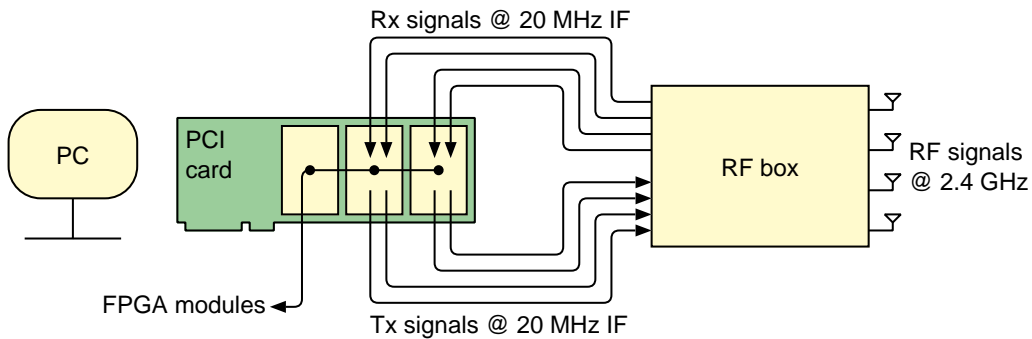 Rx signals @ 20 MHz IF
PC
PCI
card
RF box
RF signals
@ 2.4 GHz
FPGA modules
Tx signals @ 20 MHz IF